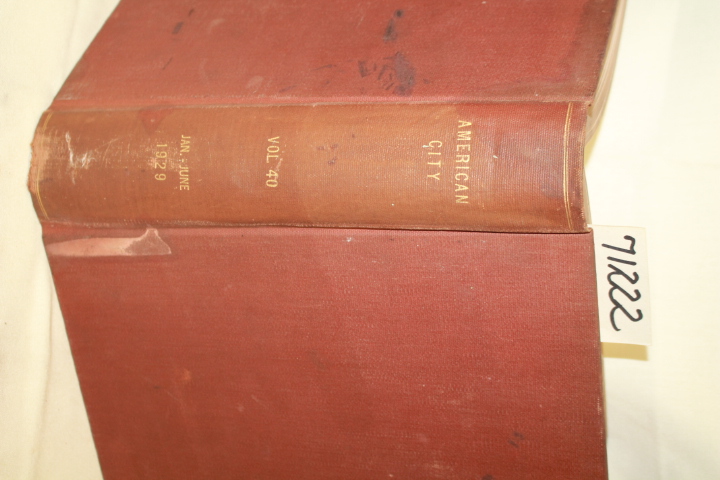 AMERICAN
CITY
VOL 40
JAN.-JUNE
1929
71222